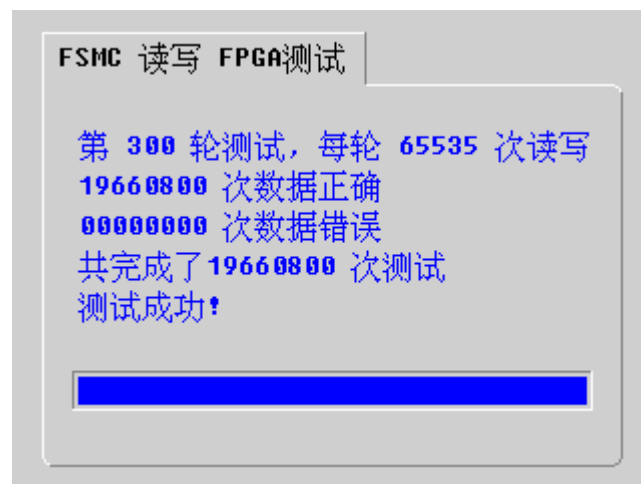 FSMC 读写 FPGA测试
第 300 轮测试，每轮 65535 次读写
19660800 次数据正确
00000000 次数据错误
共完成了19660800 次测试
测试成功!